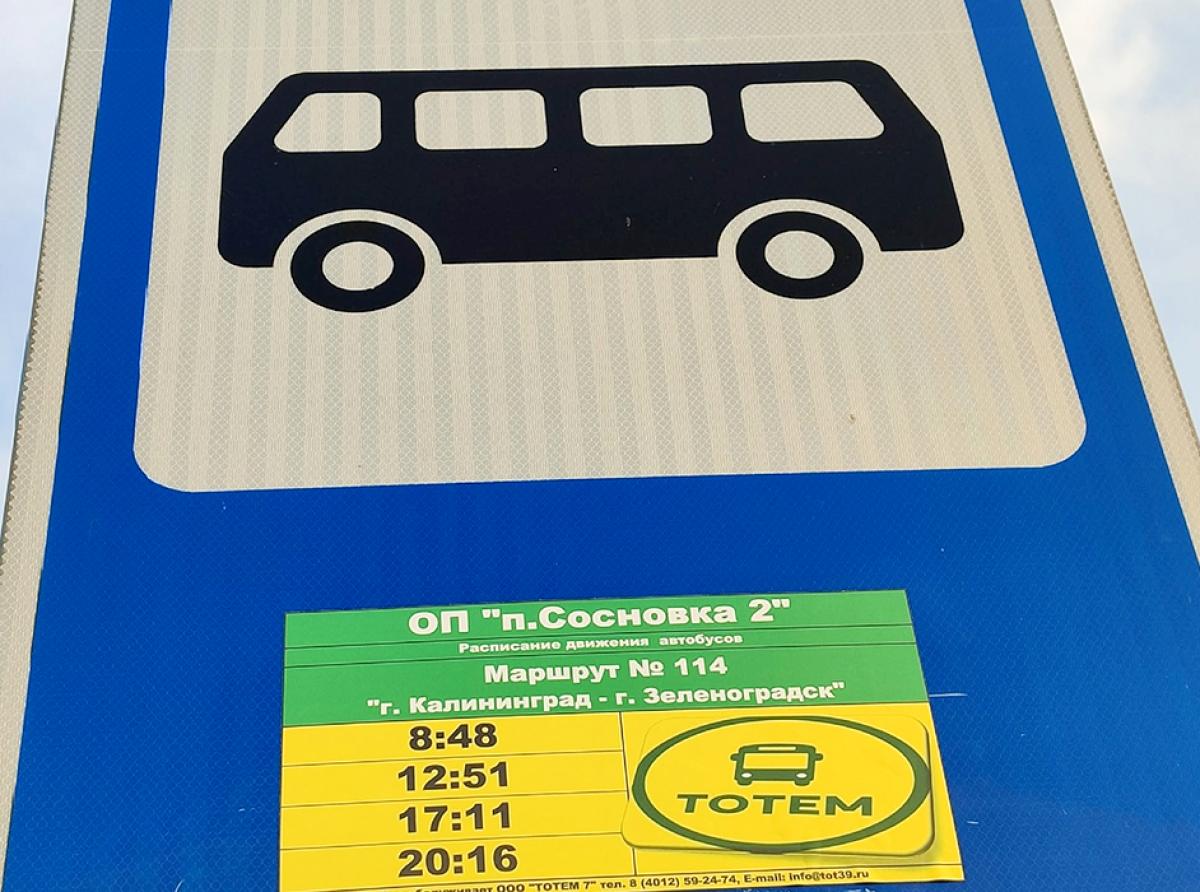 ОП "п.Сосновка 2"
Расписание движения автобусов
Маршрут № 114
"г. Калининград - г. Зеленоградск"
8:48
12:51
17:11
20:16
ТОТЕМ
ООО "ТОТЕМ 7" тел. 8 (4012) 59-24-74, E-mail: info@tot39.ru